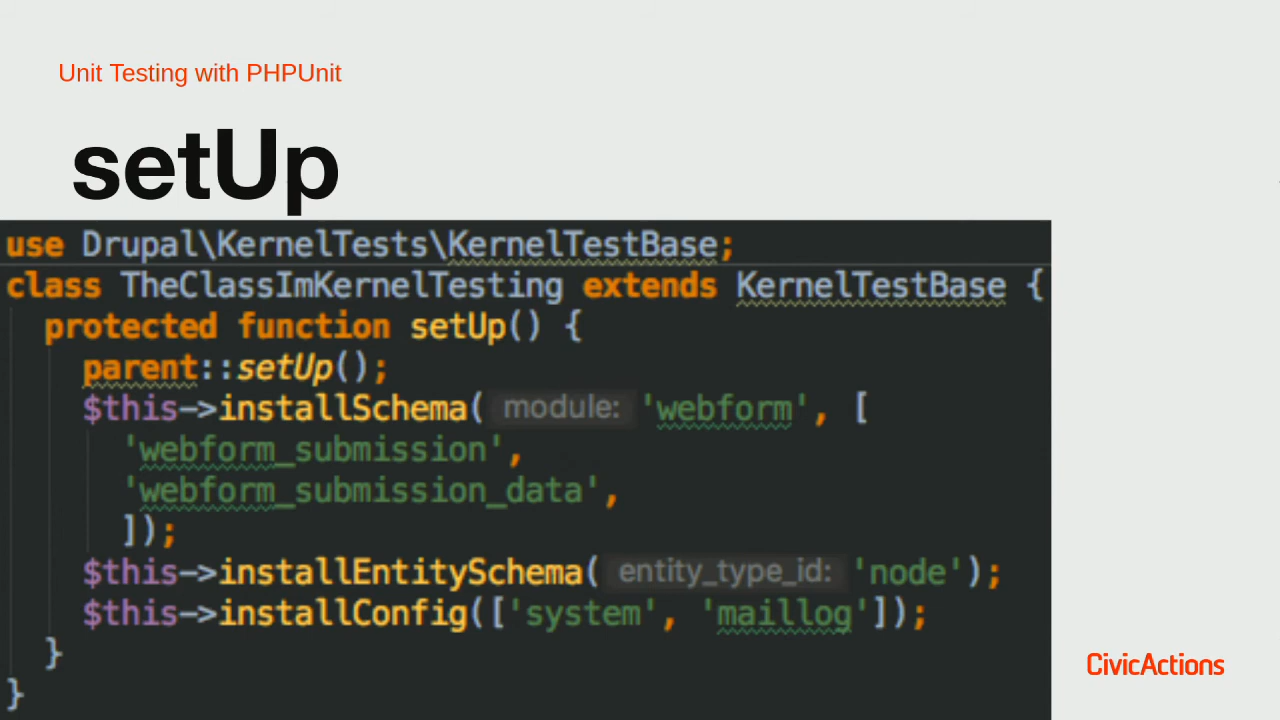 Unit Testing with PHPUnit
setUp
use Drupal\KernelTests\KernelTestBase;
class TheClassImKernelTesting extends KernelTestBase {
protected function setUp() {
parent::setUp();
$this->installSchema( module: 'webform', [
'webform_submission',
'webform_submission_data',
]);
$this->installEntitySchema( entity_type_id: 'node');
$this->installConfig(['system', 'maillog']);
}
}
CivicActions